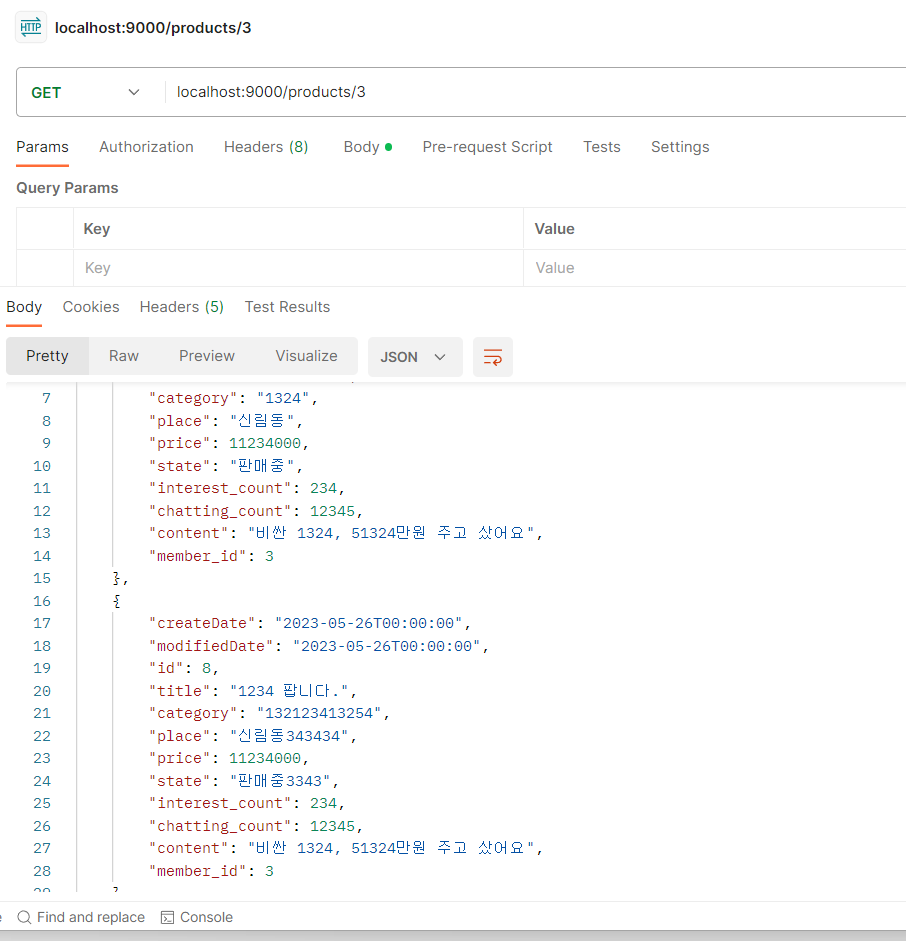 HTTP localhost:9000/products/3
GET localhost:9000/products/3
Params Authorization Headers (8) Body Pre-request Script Tests Settings
Query Params
Key Value
Key Value
Body Cookies Headers (5) Test Results
Pretty Raw Preview Visualize JSON
7 "category": "1324",
8 "place": "신림동",
9 "price": 11234000,
10 "state": "판매중",
11 "interest_count": 234,
12 "chatting_count": 12345,
13 "content": "비싼 1324, 51324만원 주고 샀어요",
14 "member_id": 3
15 },
16 {
17 "createDate": "2023-05-26T00:00:00",
18 "modifiedDate": "2023-05-26T00:00:00",
19 "id": 8,
20 "title": "1234 팝니다.",
21 "category": "132123413254",
22 "place": "신림동343434",
23 "price": 11234000,
24 "state": "판매중3343",
25 "interest_count": 234,
26 "chatting_count": 12345,
27 "content": "비싼 1324, 51324만원 주고 샀어요",
28 "member_id": 3
Find and replace Console